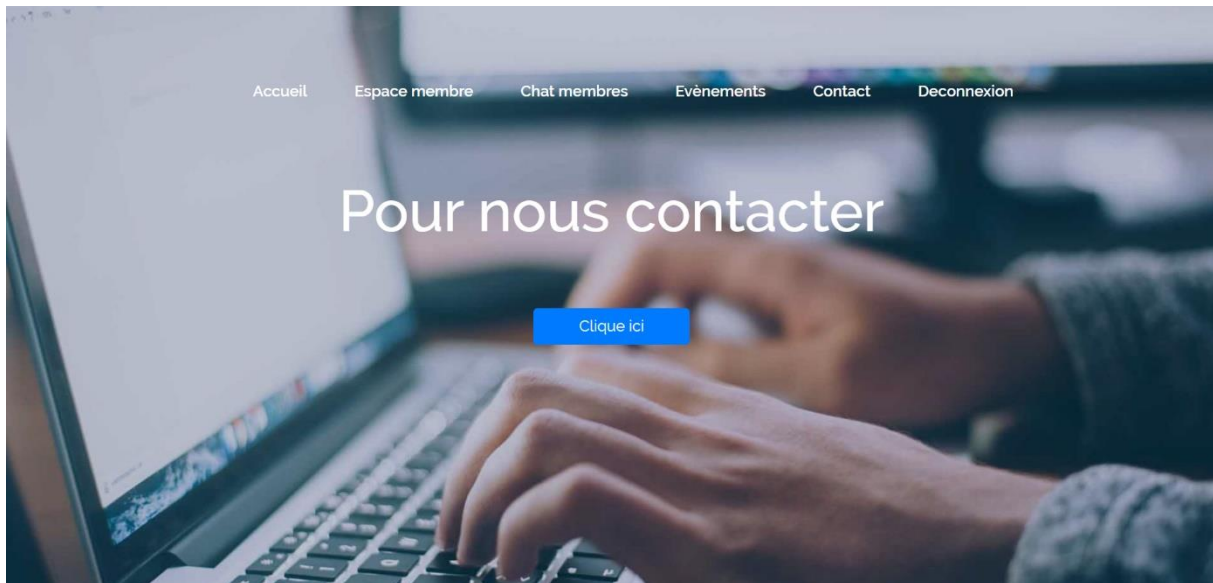 Accueil Espace membre Chat membres Evènements Contact Deconnexion
Pour nous contacter
Clique ici